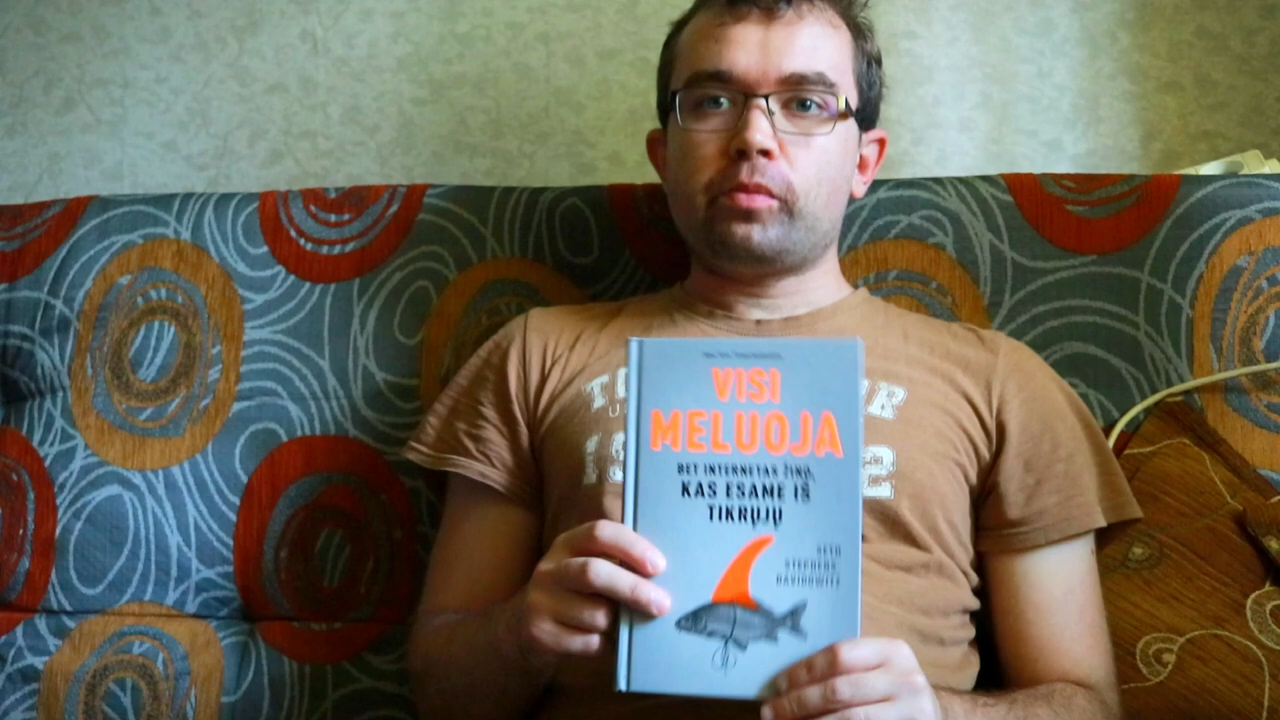 VISI
MELUOJA
BET INTERNETAS ŽINO,
KAS ESAME IŠ
TIKRŲJŲ
SETH
STEPHENS-
DAVIDOWITZ